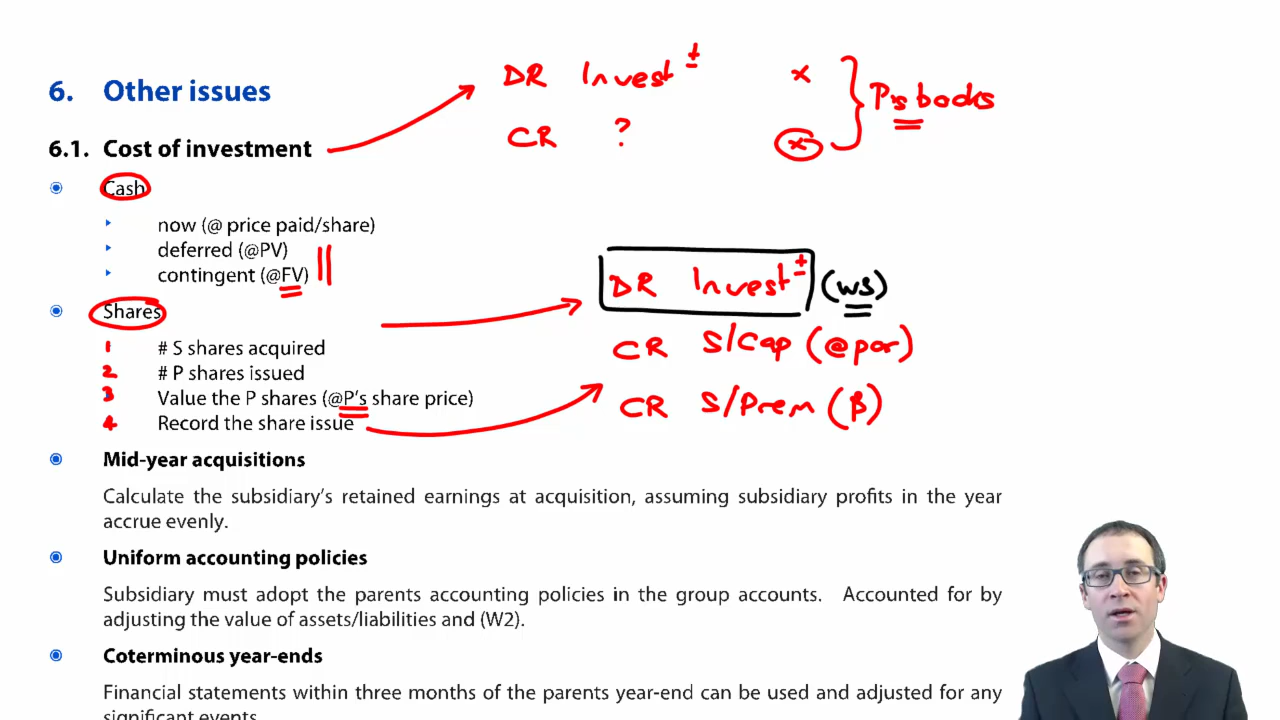 6. Other issues
DR Invest± x
P's books
CR ? x
6.1. Cost of investment
Cash
now (@ price paid/share)
deferred (@PV)
contingent (@FV)
DR Invest± (W3)
Shares
1 # S shares acquired
CR S/Cap (@par)
2 # P shares issued
3 Value the P shares (@P's share price)
CR S/Prem (β)
4 Record the share issue
Mid-year acquisitions
Calculate the subsidiary's retained earnings at acquisition, assuming subsidiary profits in the year
accrue evenly.
Uniform accounting policies
Subsidiary must adopt the parents accounting policies in the group accounts. Accounted for by
adjusting the value of assets/liabilities and (W2).
Coterminous year-ends
Financial statements within three months of the parents year-end can be used and adjusted for any
significant events